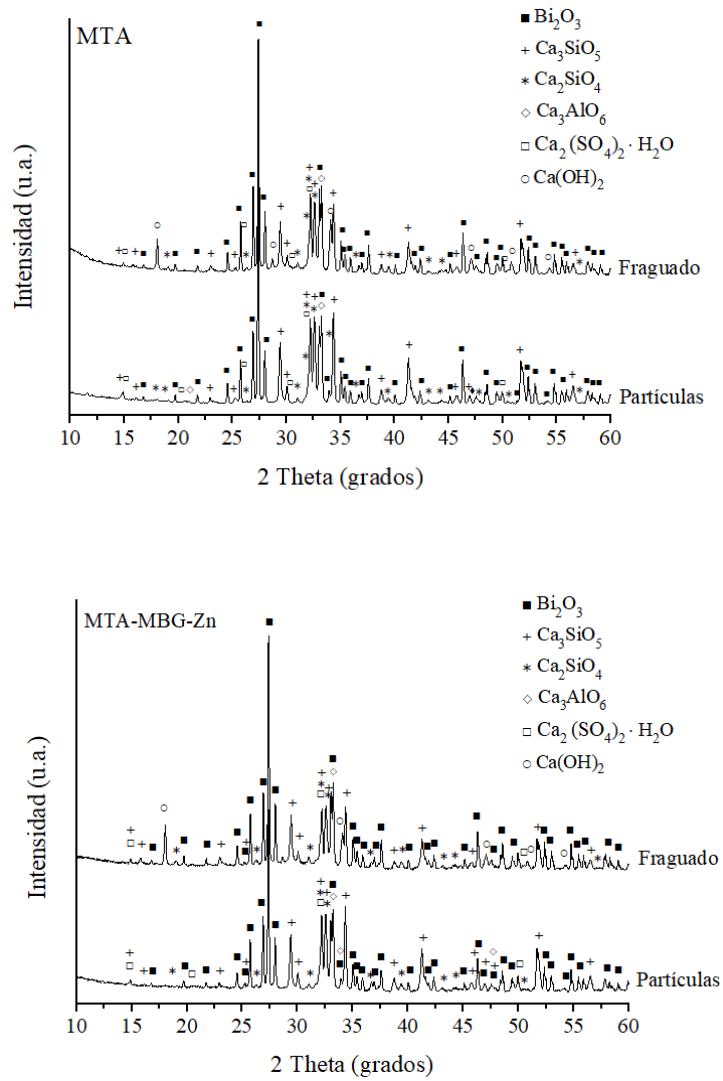 MTA
■ Bi₂O₃
+ Ca₃SiO₅
* Ca₂SiO₄
◇ Ca₃AlO₆
□ Ca₂(SO₄)₂ · H₂O
○ Ca(OH)₂
Intensidad (u.a.)
Fraguado
Partículas
10 15 20 25 30 35 40 45 50 55 60
2 Theta (grados)
MTA-MBG-Zn
■ Bi₂O₃
+ Ca₃SiO₅
* Ca₂SiO₄
◇ Ca₃AlO₆
□ Ca₂ (SO₄)₂ · H₂O
○ Ca(OH)₂
Intensidad (u.a.)
Fraguado
Partículas
10 15 20 25 30 35 40 45 50 55 60
2 Theta (grados)